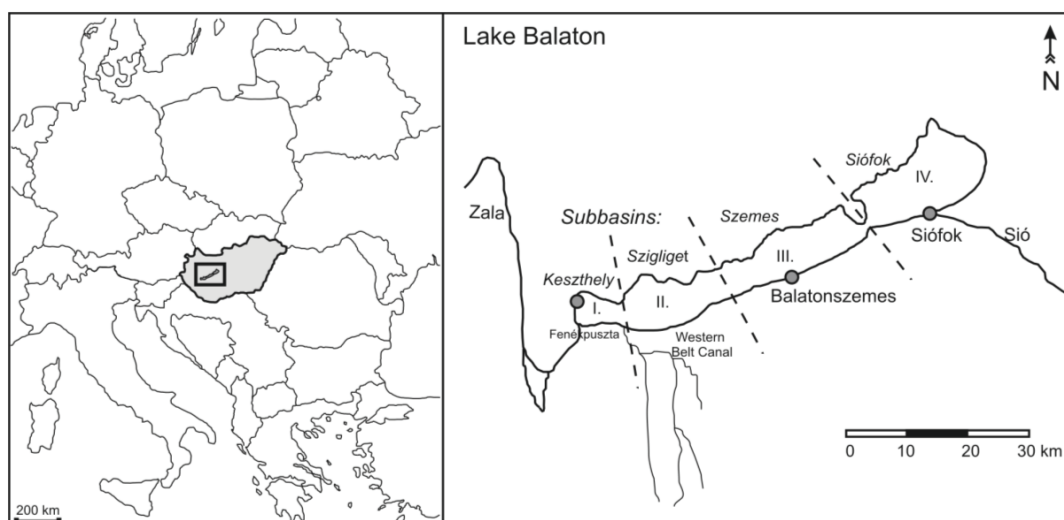 Lake Balaton
N
Siófok
IV.
Zala
Subbasins:
Szemes
Siófok
Sió
Szigliget
III.
Keszthely
Balatonszemes
I.
II.
Fenékpuszta
Western
Belt Canal
0 10 20 30 km
200 km